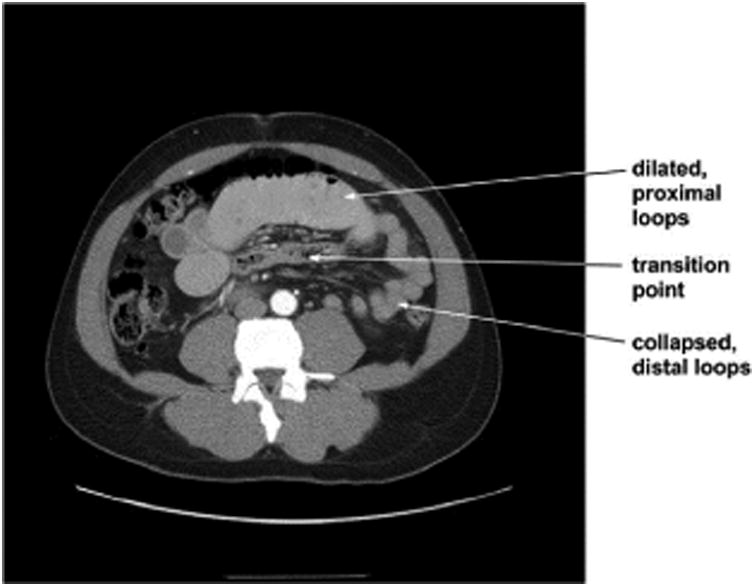 dilated,
proximal
loops
transition
point
collapsed,
distal loops